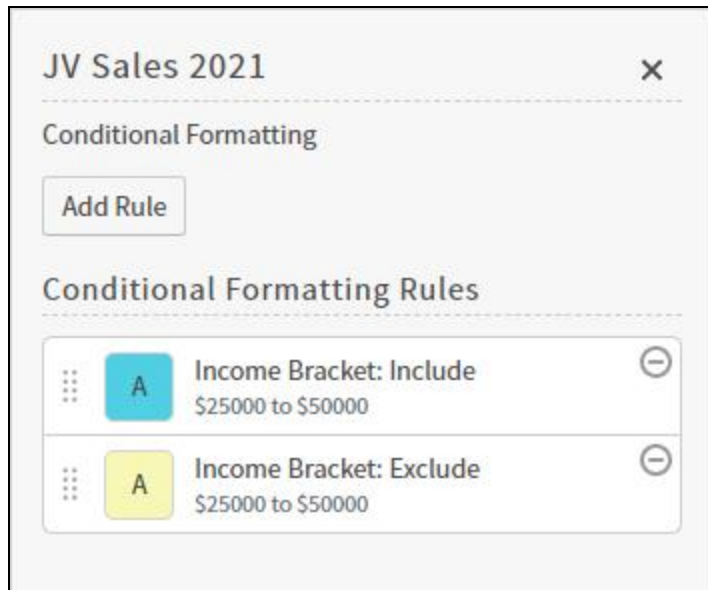 JV Sales 2021
Conditional Formatting
Add Rule
Conditional Formatting Rules
A
Income Bracket: Include
$25000 to $50000
A
Income Bracket: Exclude
$25000 to $50000